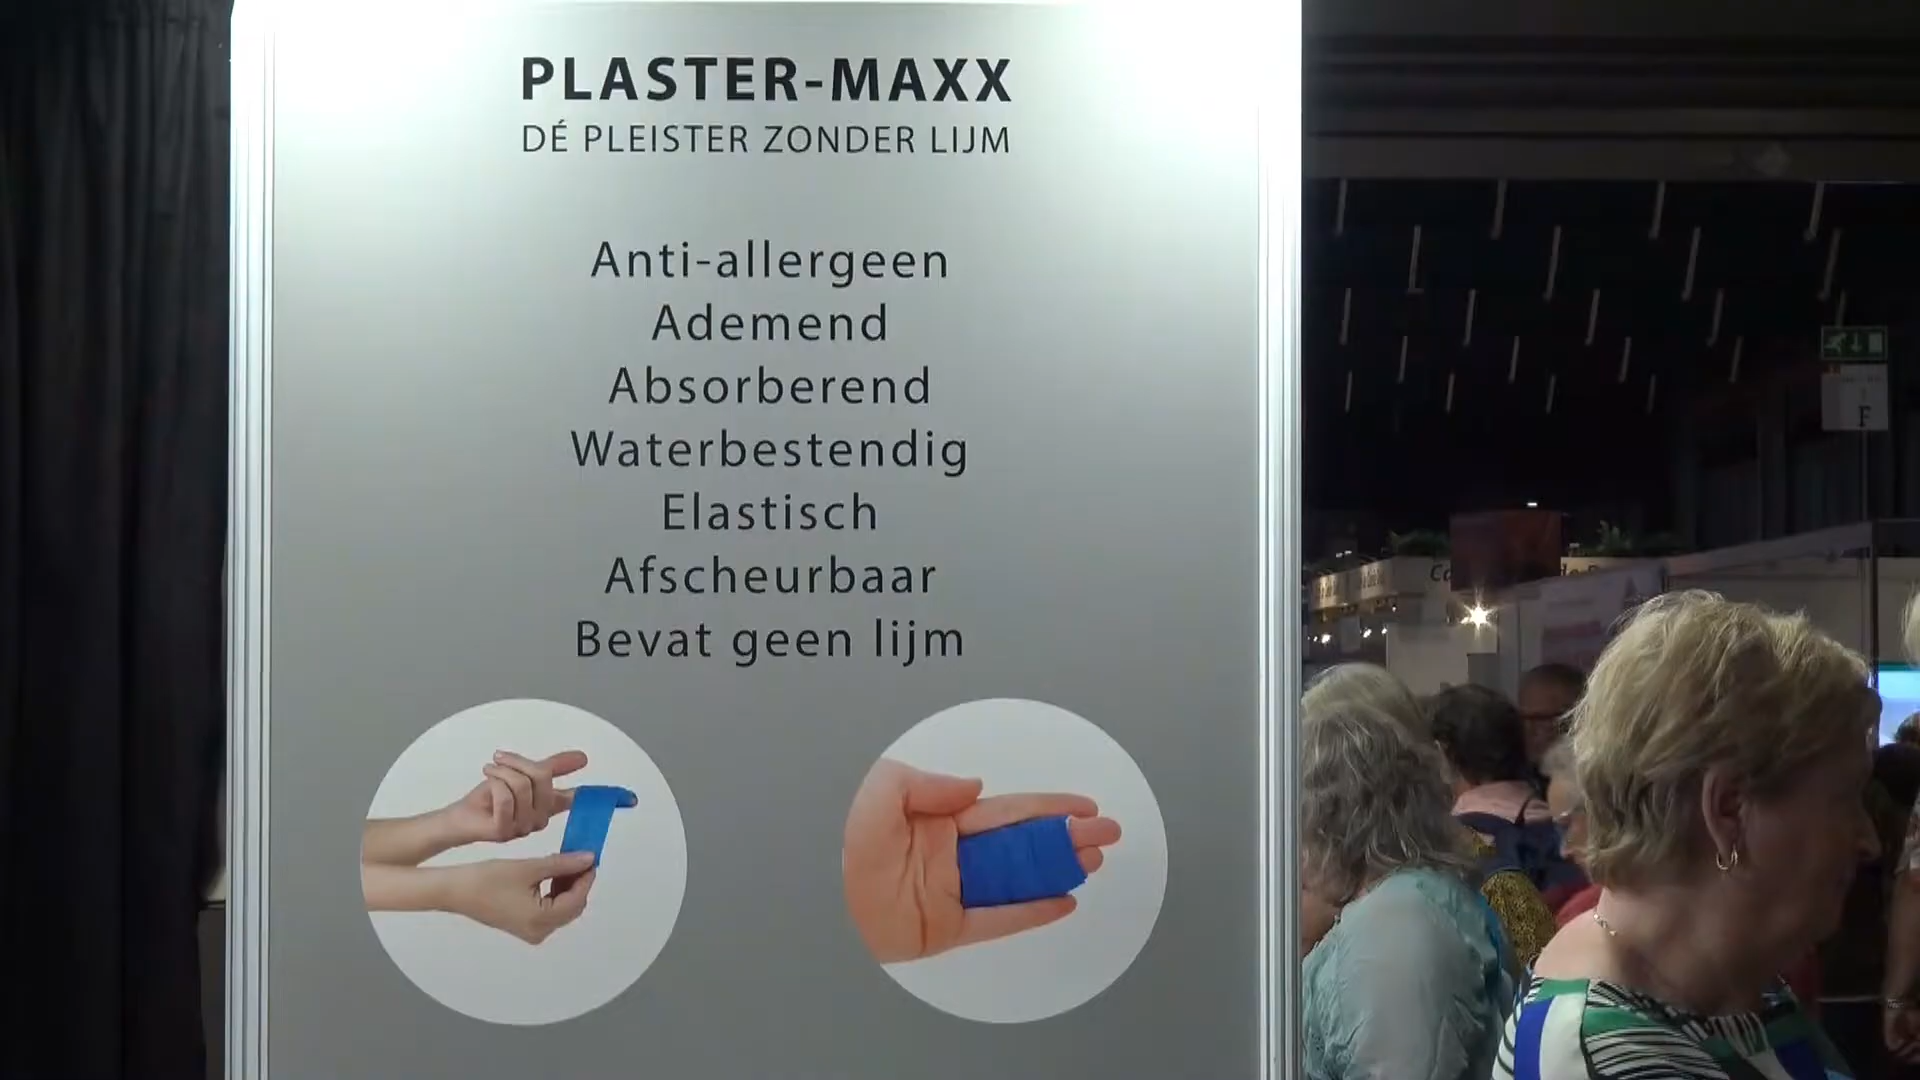 PLASTER-MAXX
DÉ PLEISTER ZONDER LIJM
Anti-allergeen
Ademend
Absorberend
Waterbestendig
Elastisch
Afscheurbaar
Bevat geen lijm
F